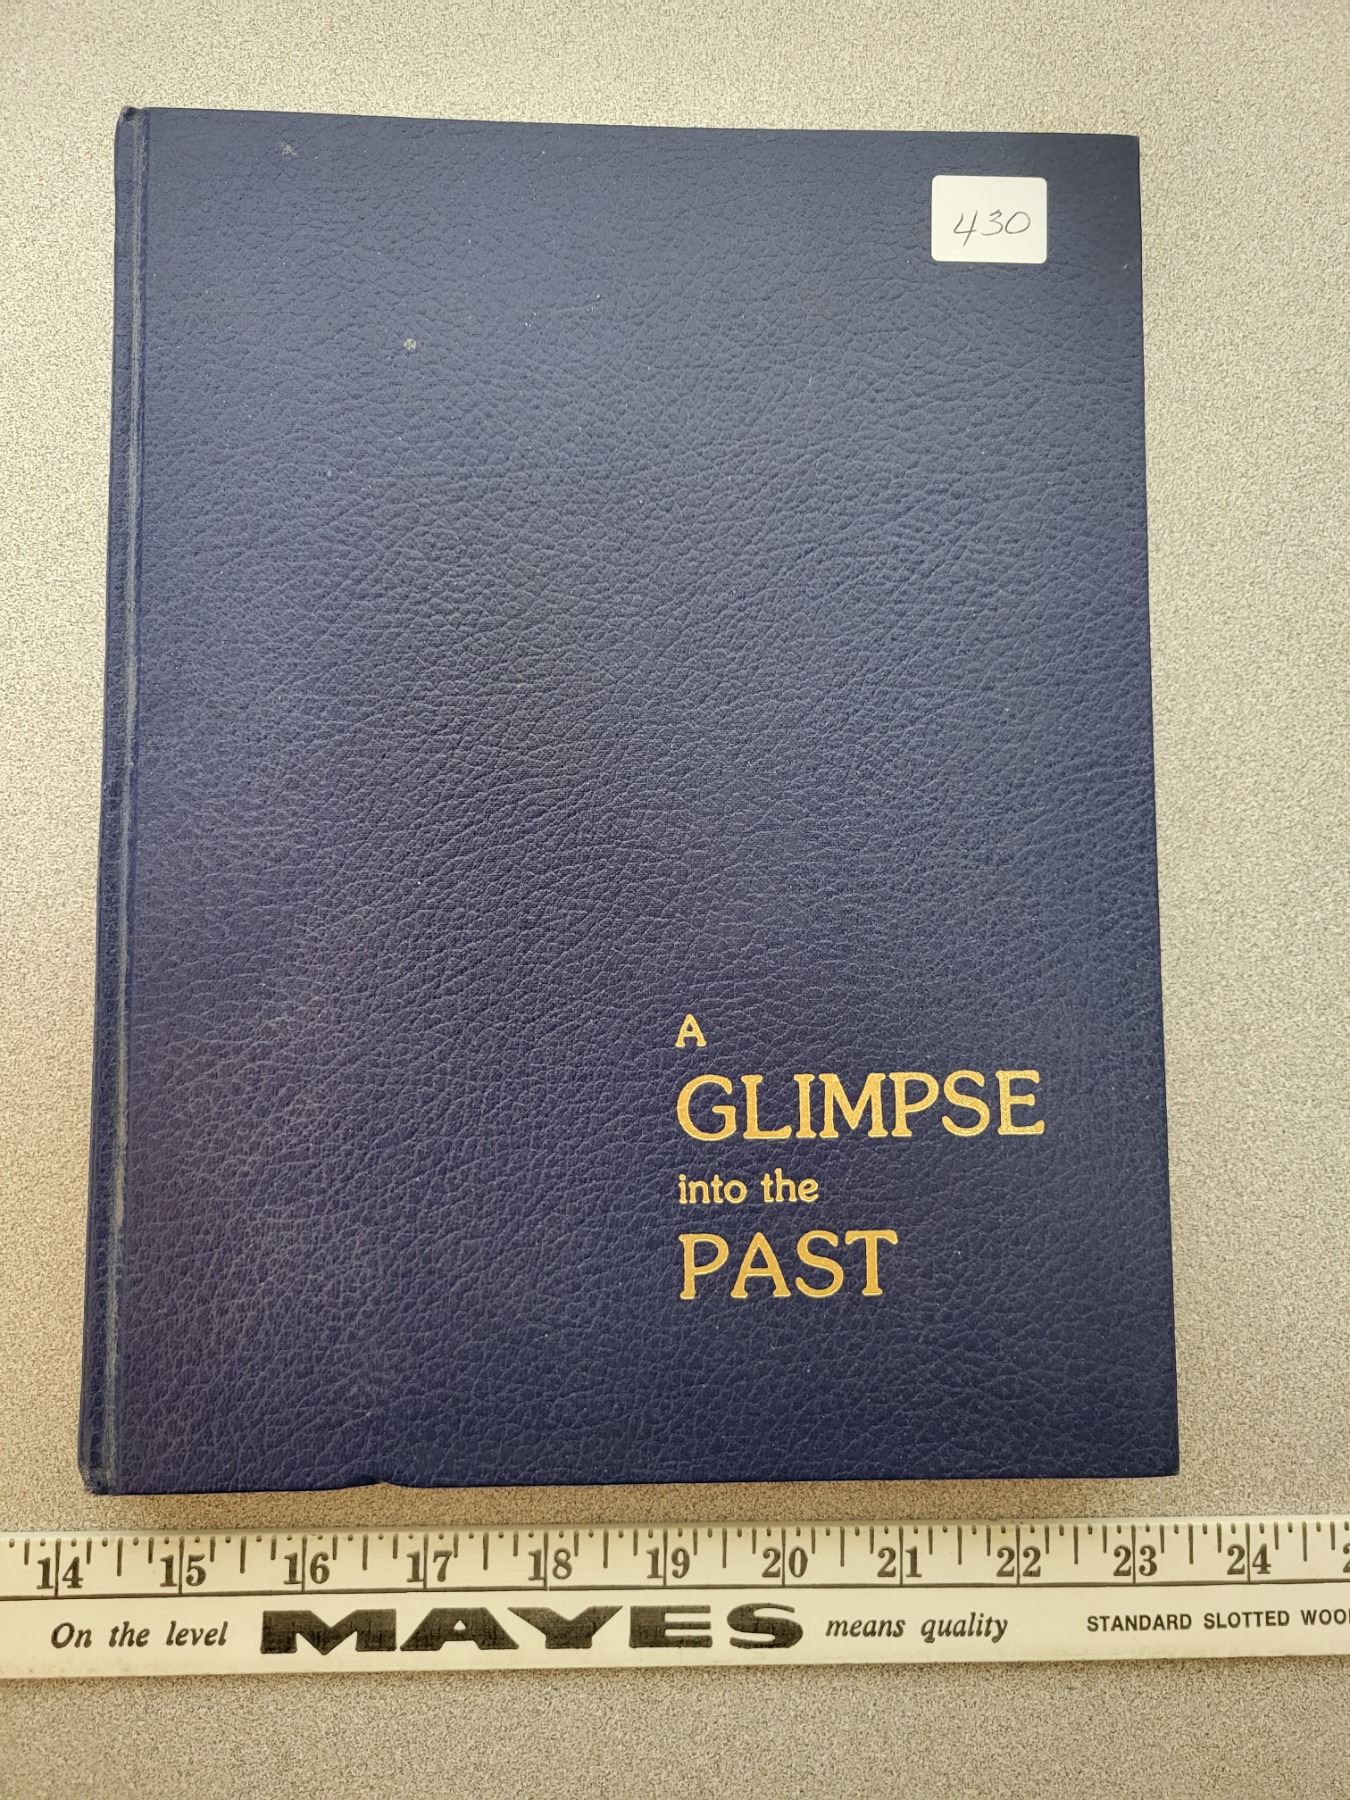 430
A
GLIMPSE
into the
PAST
14 15 16 17 18 19 20 21 22 23 24
On the level MAYES means quality STANDARD SLOTTED